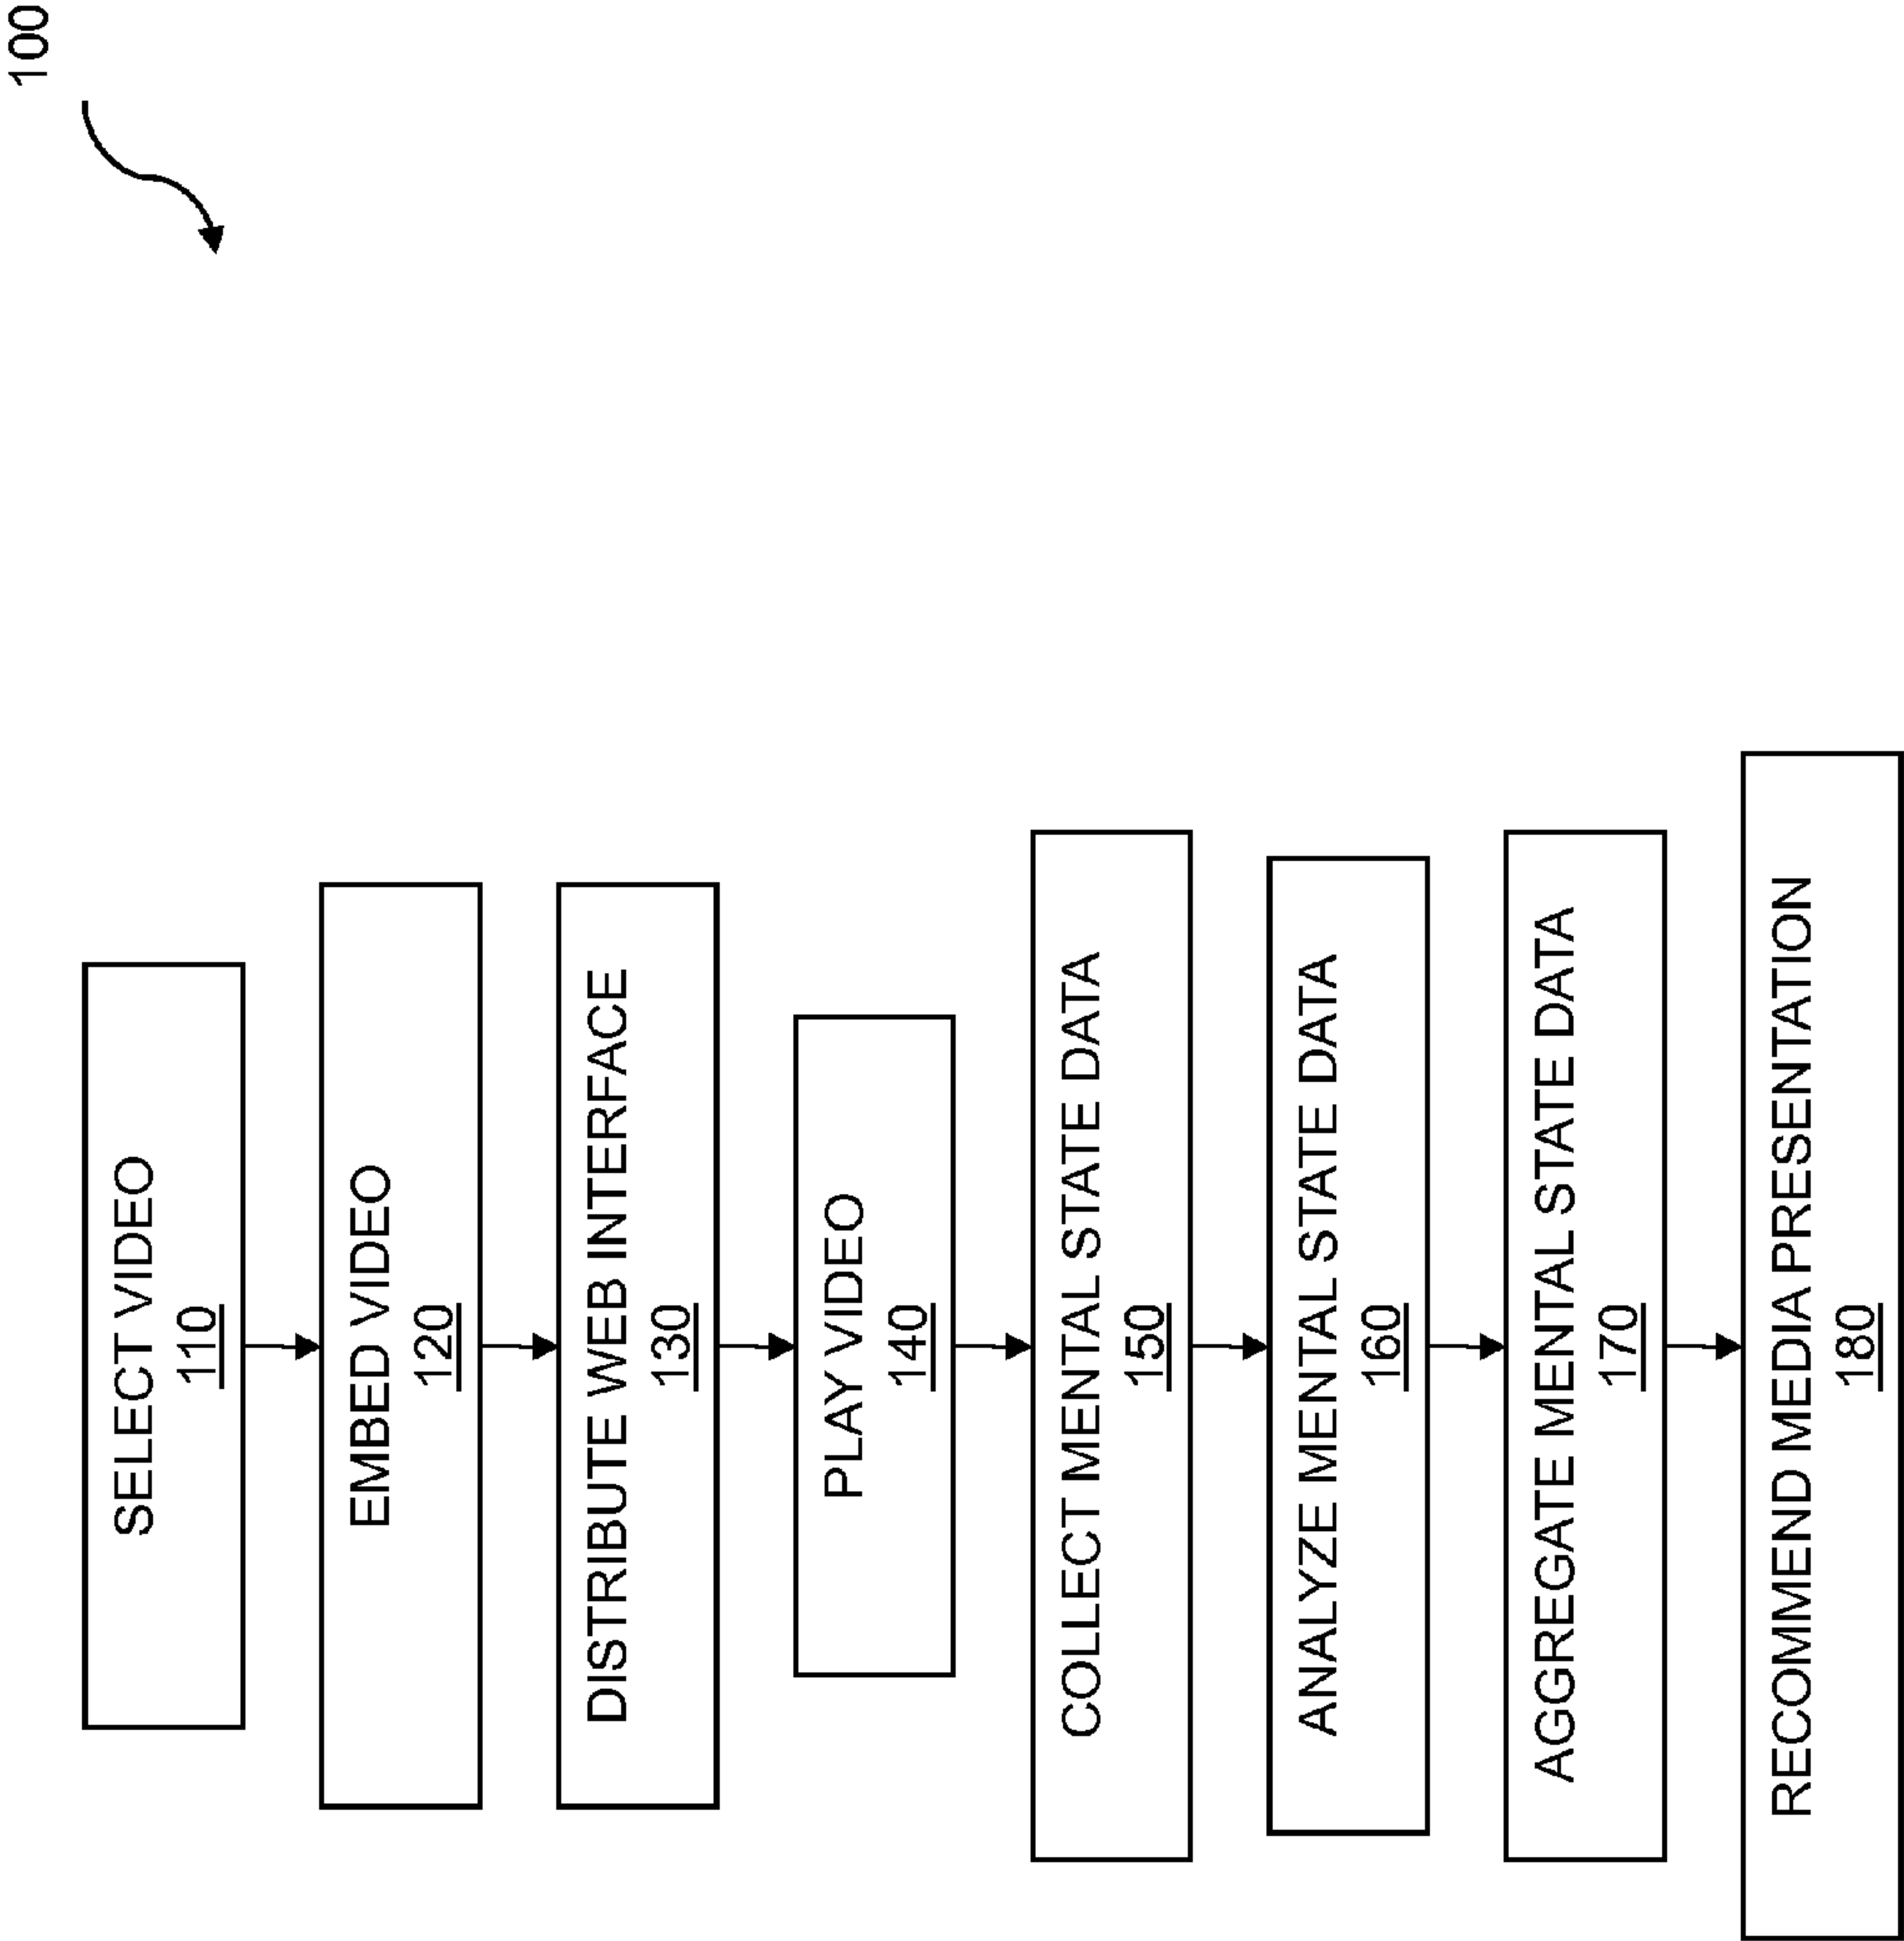 100
SELECT VIDEO
110
EMBED VIDEO
120
DISTRIBUTE WEB INTERFACE
130
PLAY VIDEO
140
COLLECT MENTAL STATE DATA
150
ANALYZE MENTAL STATE DATA
160
AGGREGATE MENTAL STATE DATA
170
RECOMMEND MEDIA PRESENTATION
180